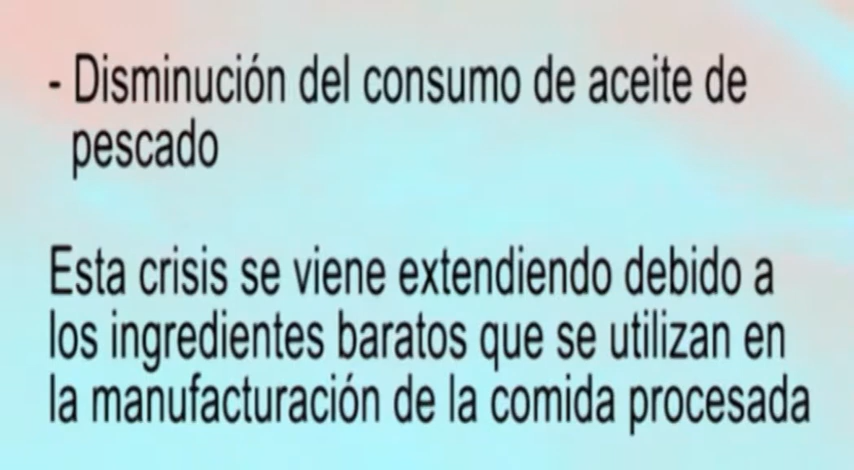 - Disminución del consumo de aceite de
pescado
Esta crisis se viene extendiendo debido a
los ingredientes baratos que se utilizan en
la manufacturación de la comida procesada